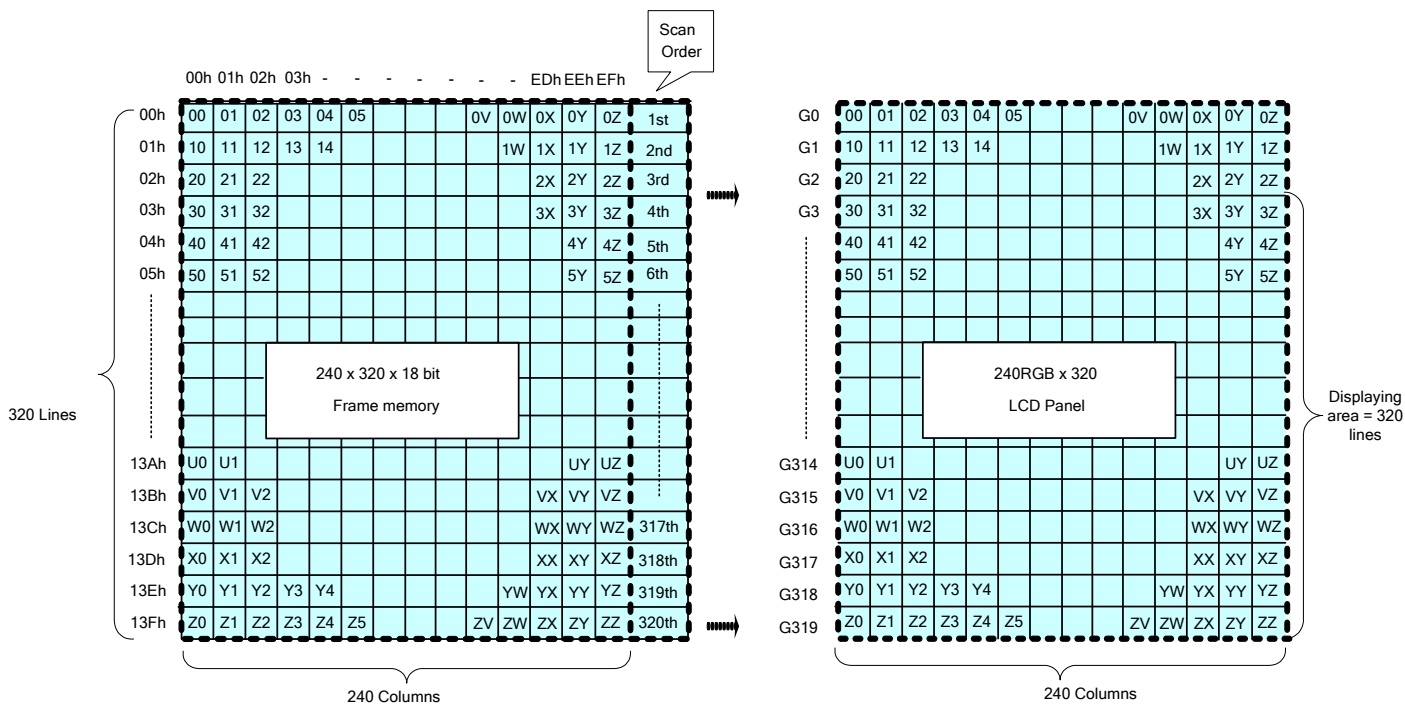 Scan
Order
00h 01h 02h 03h - - - - - - - EDh EEh EFh
00h 00 01 02 03 04 05 0V 0W 0X 0Y 0Z 1st
01h 10 11 12 13 14 1W 1X 1Y 1Z 2nd
02h 20 21 22 2X 2Y 2Z 3rd
03h 30 31 32 3X 3Y 3Z 4th
04h 40 41 42 4Y 4Z 5th
05h 50 51 52 5Y 5Z 6th
240 x 320 x 18 bit
Frame memory
320 Lines
13Ah U0 U1 UY UZ
13Bh V0 V1 V2 VX VY VZ
13Ch W0 W1 W2 WX WY WZ 317th
13Dh X0 X1 X2 XX XY XZ 318th
13Eh Y0 Y1 Y2 Y3 Y4 YW YX YY YZ 319th
13Fh Z0 Z1 Z2 Z3 Z4 Z5 ZV ZW ZX ZY ZZ 320th
240 Columns
G0 00 01 02 03 04 05 0V 0W 0X 0Y 0Z
G1 10 11 12 13 14 1W 1X 1Y 1Z
G2 20 21 22 2X 2Y 2Z
G3 30 31 32 3X 3Y 3Z
40 41 42 4Y 4Z
50 51 52 5Y 5Z
240RGB x 320
LCD Panel
Displaying
area = 320
lines
G314 U0 U1 UY UZ
G315 V0 V1 V2 VX VY VZ
G316 W0 W1 W2 WX WY WZ
G317 X0 X1 X2 XX XY XZ
G318 Y0 Y1 Y2 Y3 Y4 YW YX YY YZ
G319 Z0 Z1 Z2 Z3 Z4 Z5 ZV ZW ZX ZY ZZ
240 Columns